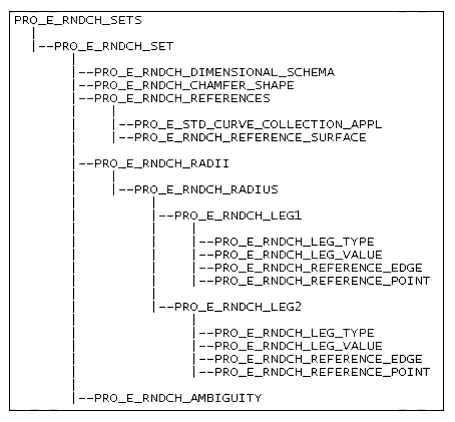 PRO_E_RNDCH_SETS
|--PRO_E_RNDCH_SET
|--PRO_E_RNDCH_DIMENSIONAL_SCHEMA
|--PRO_E_RNDCH_CHAMFER_SHAPE
|--PRO_E_RNDCH_REFERENCES
|--PRO_E_STD_CURVE_COLLECTION_APPL
|--PRO_E_RNDCH_REFERENCE_SURFACE
|--PRO_E_RNDCH_RADII
|--PRO_E_RNDCH_RADIUS
|--PRO_E_RNDCH_LEG1
|--PRO_E_RNDCH_LEG_TYPE
|--PRO_E_RNDCH_LEG_VALUE
|--PRO_E_RNDCH_REFERENCE_EDGE
|--PRO_E_RNDCH_REFERENCE_POINT
|--PRO_E_RNDCH_LEG2
|--PRO_E_RNDCH_LEG_TYPE
|--PRO_E_RNDCH_LEG_VALUE
|--PRO_E_RNDCH_REFERENCE_EDGE
|--PRO_E_RNDCH_REFERENCE_POINT
|--PRO_E_RNDCH_AMBIGUITY